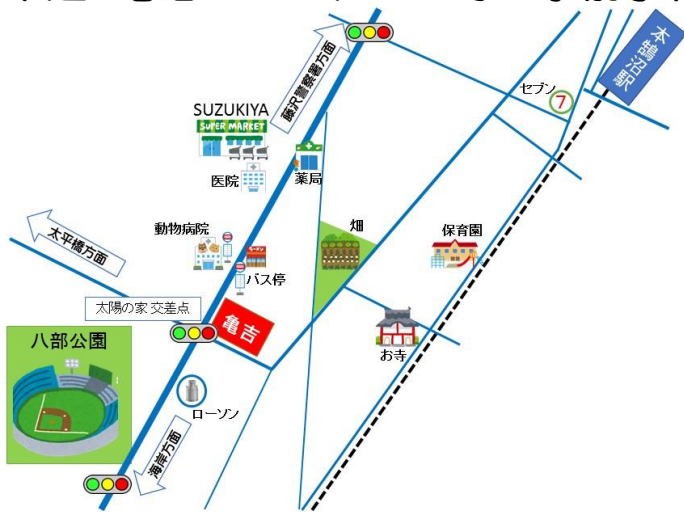 本鵠沼駅
藤沢警察署方面
セブン
7
SUZUKIYA
SUPER MARKET
医院
薬局
太平橋方面
動物病院
畑
保育園
バス停
太陽の家 交差点
亀吉
八部公園
お寺
ローソン
海岸方面